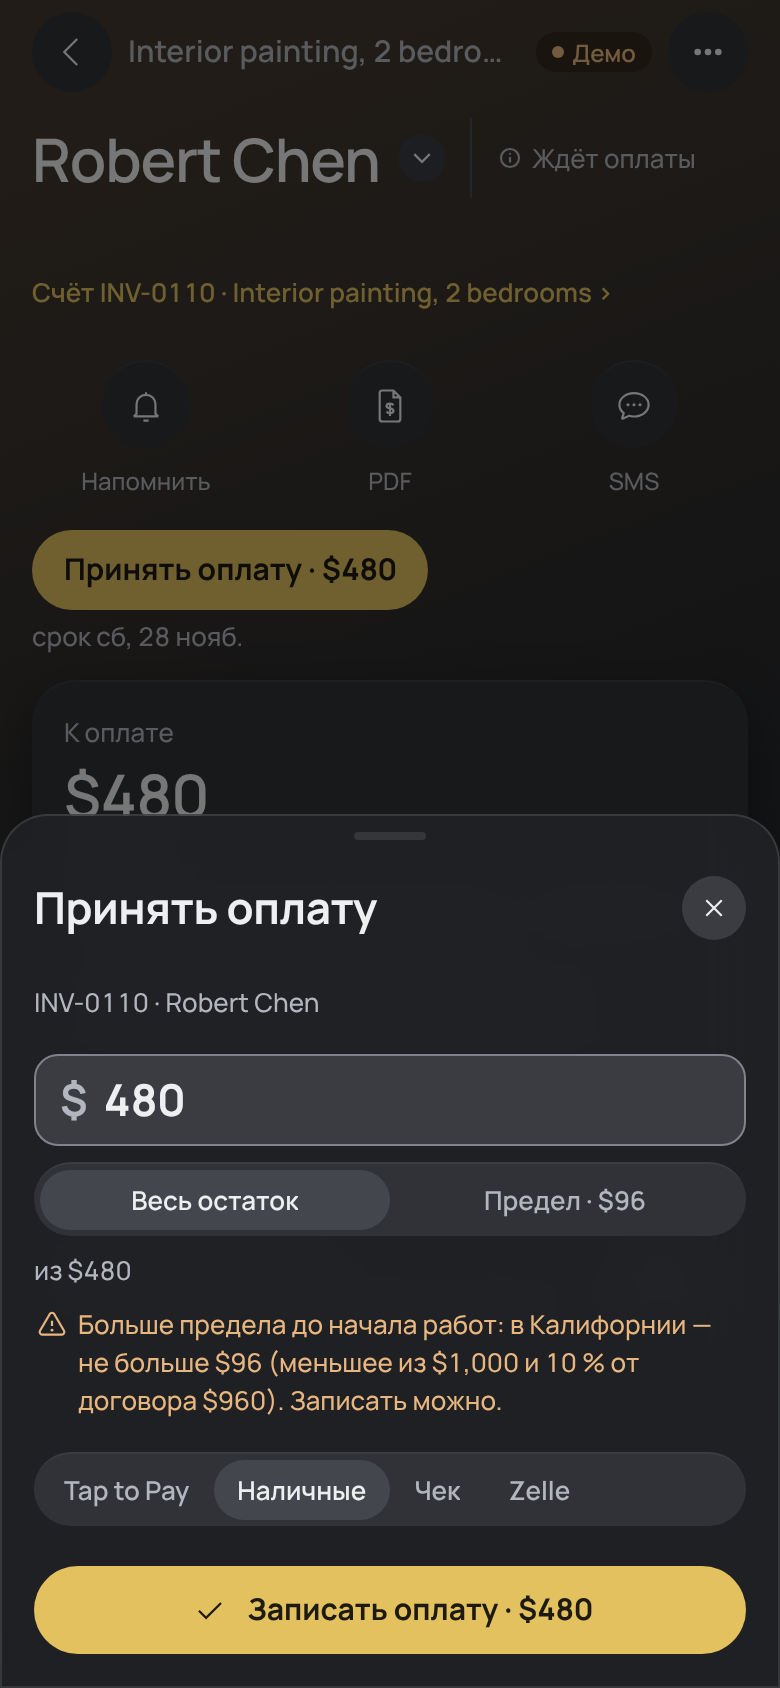 Interior painting, 2 bedro...
Демо
Robert Chen
Ждёт оплаты
Счёт INV-0110 · Interior painting, 2 bedrooms ›
Напомнить
PDF
SMS
Принять оплату · $480
срок сб, 28 нояб.
К оплате
$480
Принять оплату
INV-0110 · Robert Chen
$ 480
Весь остаток
Предел · $96
из $480
Больше предела до начала работ: в Калифорнии —
не больше $96 (меньшее из $1,000 и 10 % от
договора $960). Записать можно.
Tap to Pay
Наличные
Чек
Zelle
Записать оплату · $480